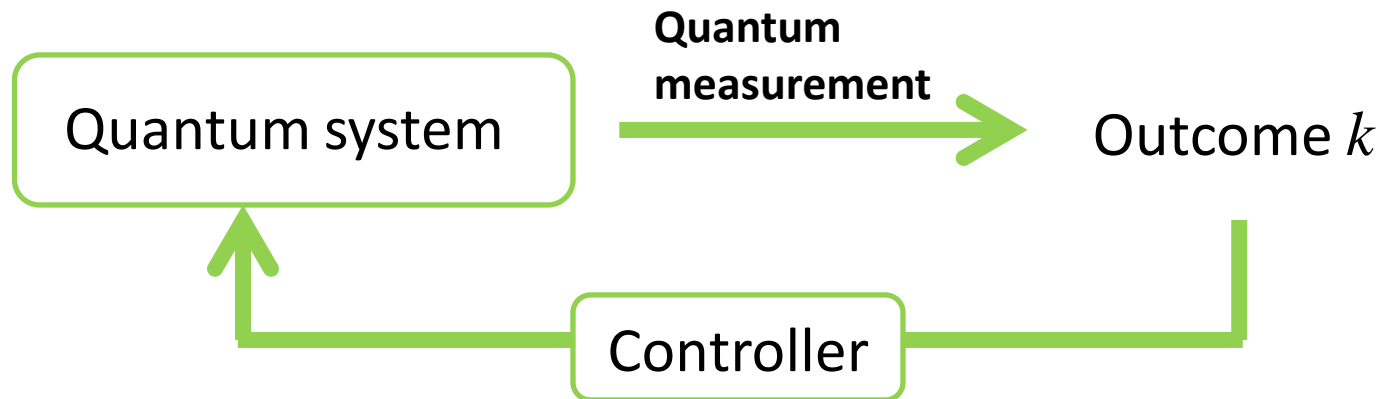 Quantum
measurement
Quantum system
Outcome k
Controller